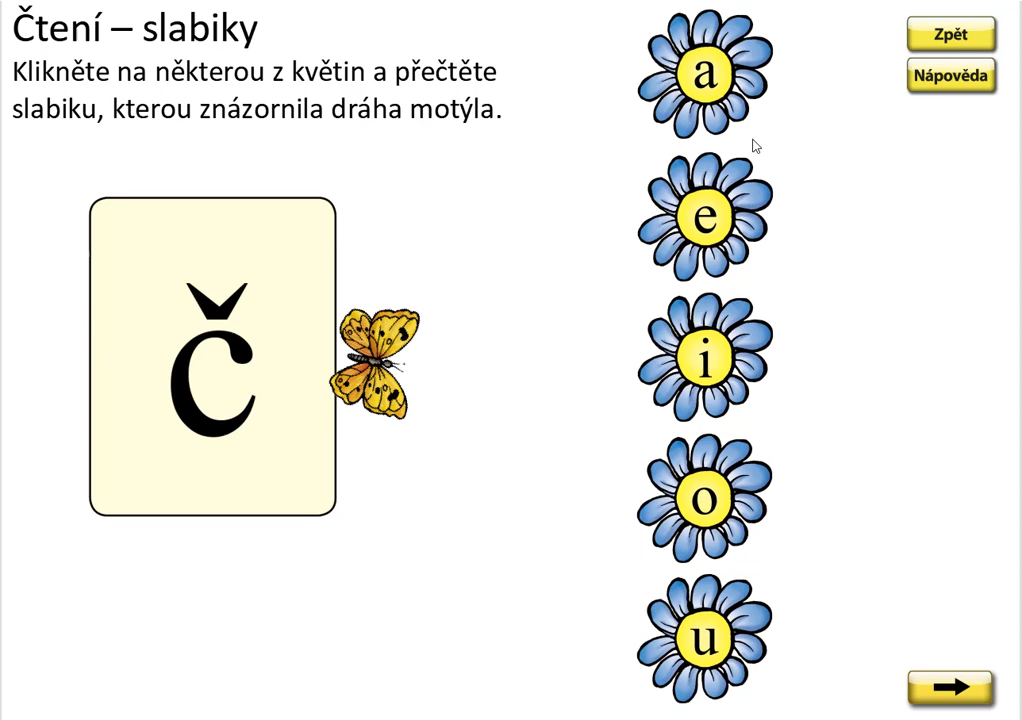 Čtení – slabiky
Klikněte na některou z květin a přečtěte
slabiku, kterou znázornila dráha motýla.
č
a
e
i
o
u
Zpět
Nápověda